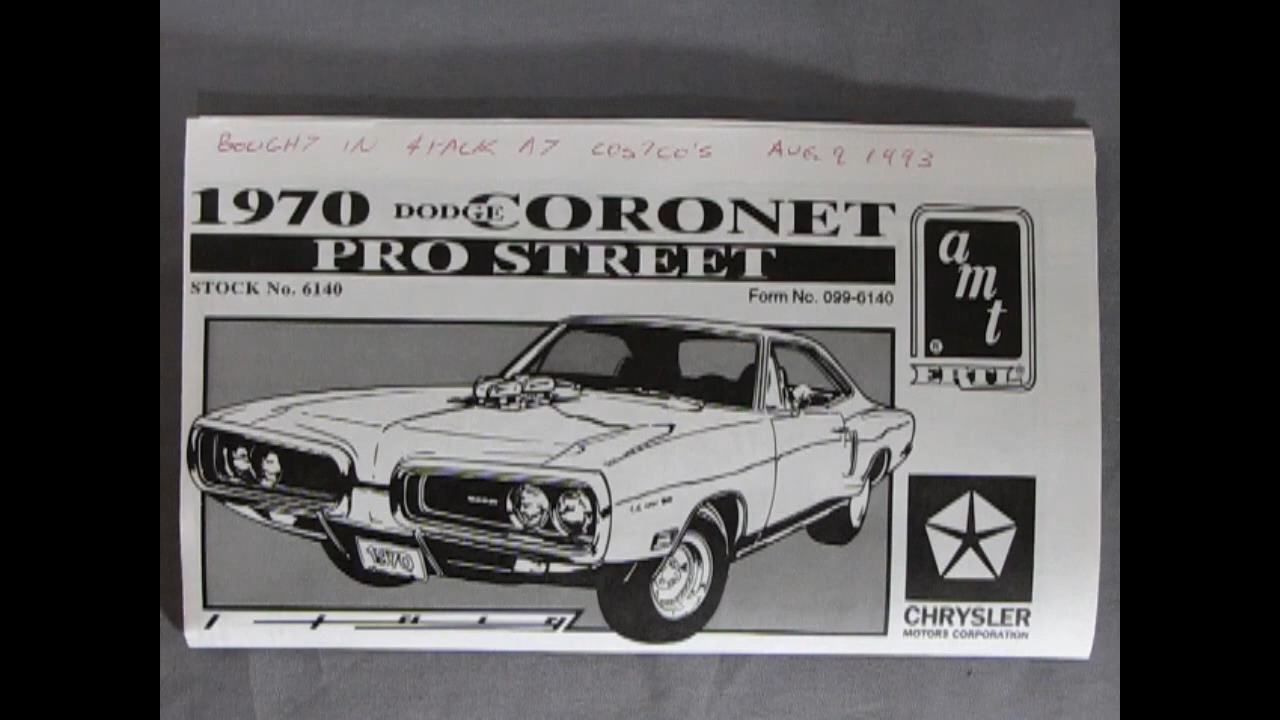 BOUGHT IN 4 PACK AT COSTCO'S AUG 9 1993
1970 DODGE CORONET
PRO STREET
STOCK No. 6140
Form No. 099-6140
amt
®
ERTL®
1970
CHRYSLER
MOTORS CORPORATION